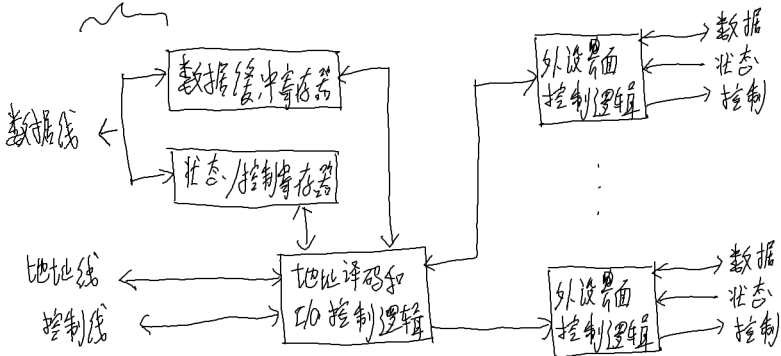 数据缓冲寄存器
数据线
状态/控制寄存器
地址线
控制线
地址译码和
I/O控制逻辑
外设界面
控制逻辑
数据
状态
控制
外设界面
控制逻辑
数据
状态
控制